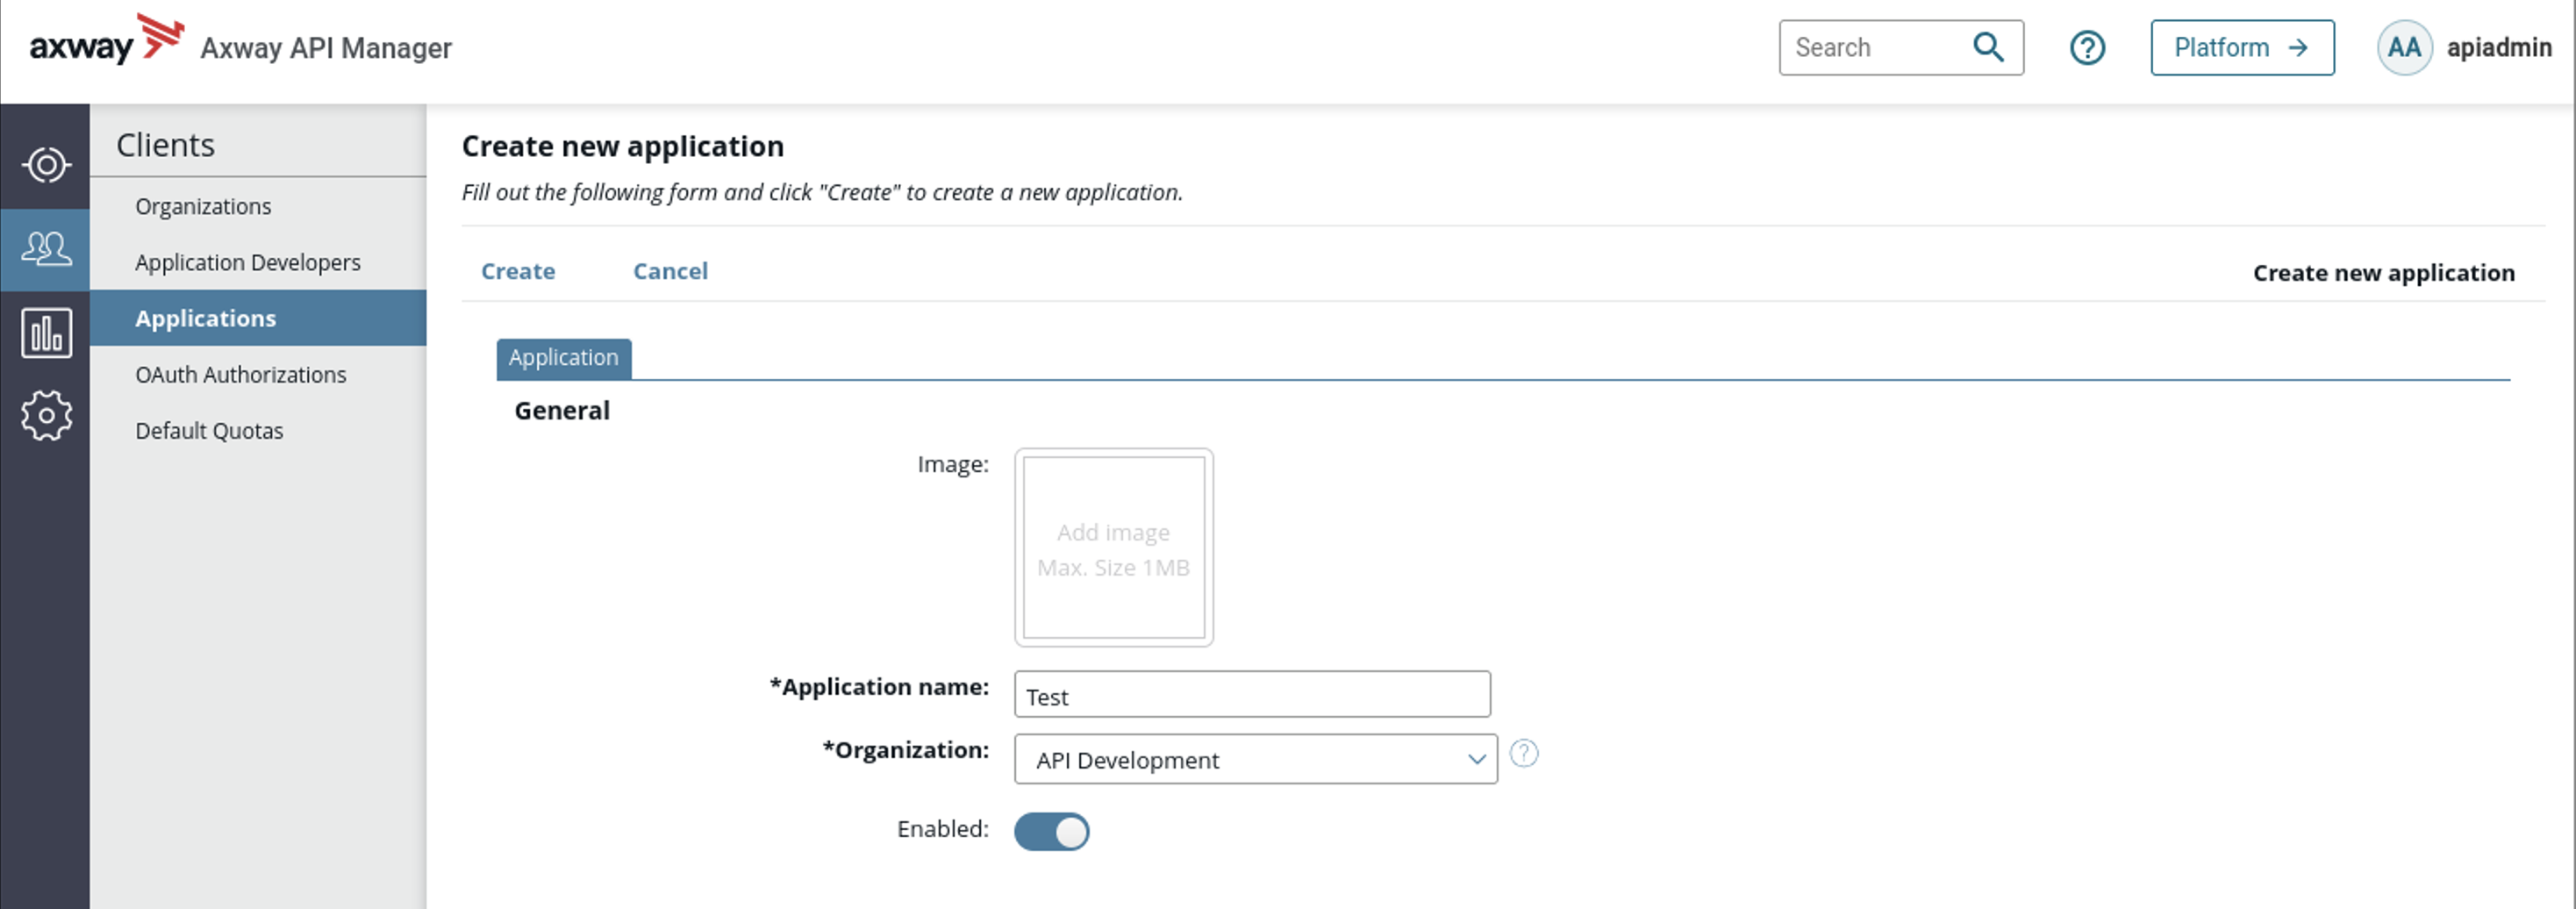 axway Axway API Manager Search ? Platform → AA apiadmin
Clients
Organizations
Application Developers
Applications
OAuth Authorizations
Default Quotas
Create new application
Fill out the following form and click "Create" to create a new application.
Create Cancel Create new application
Application
General
Image:
Add image
Max. Size 1MB
*Application name: Test
*Organization: API Development ?
Enabled: